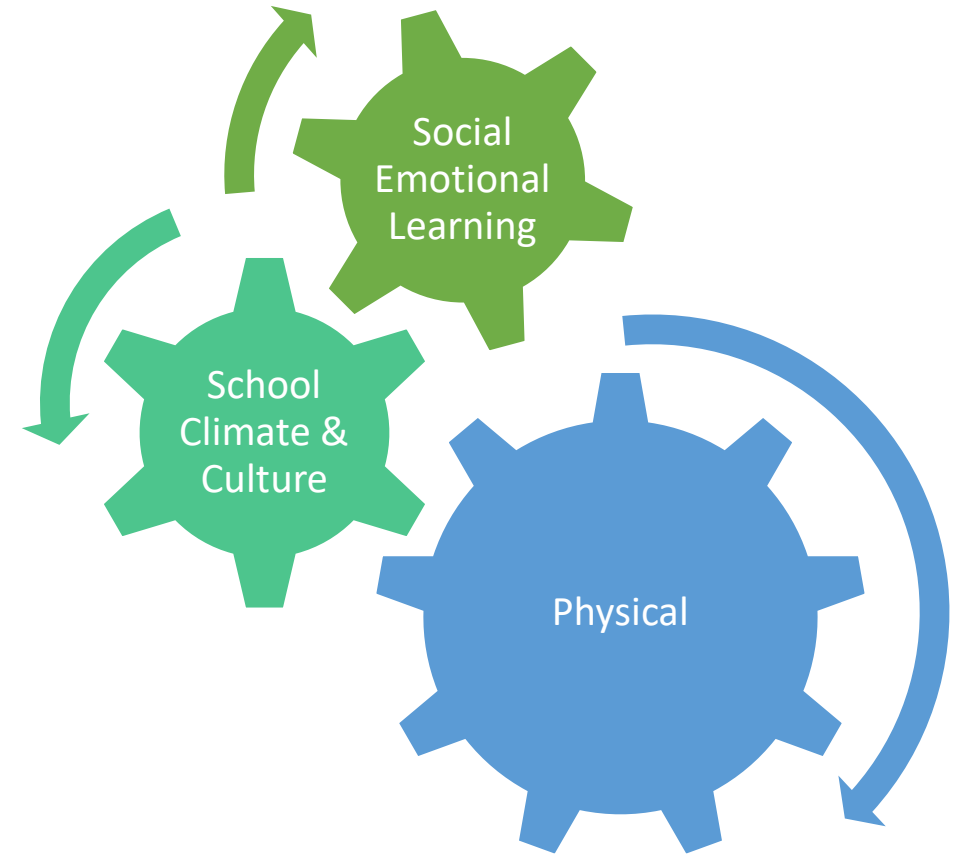 Social
Emotional
Learning
School
Climate &
Culture
Physical